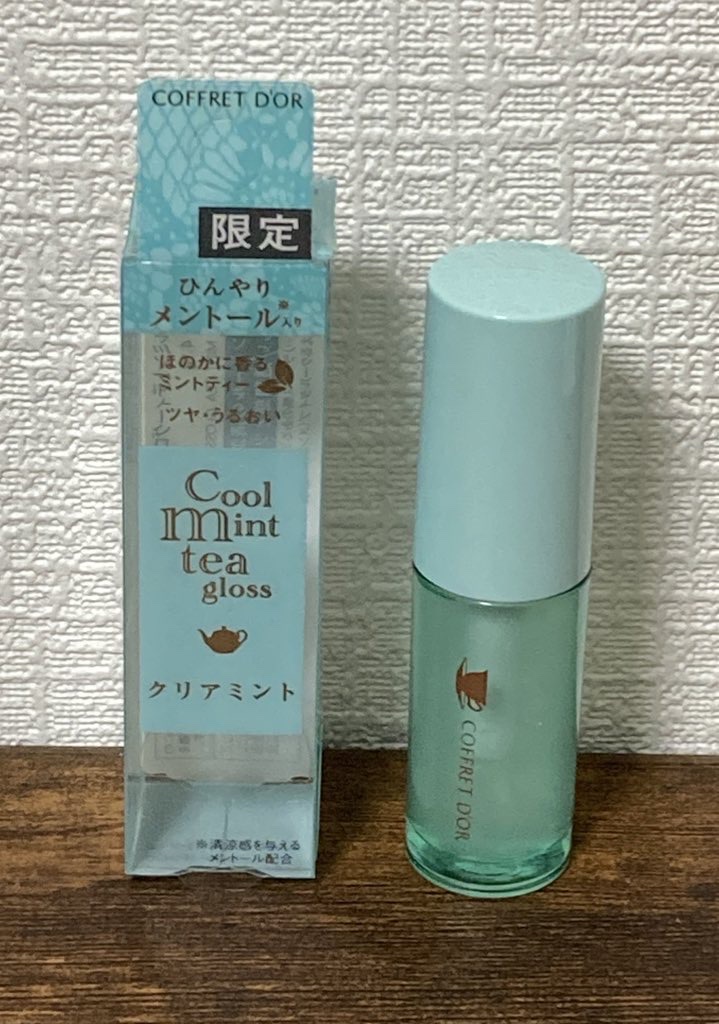 COFFRET D'OR
限定
ひんやり
メントール※入り
ほのかに香る
ミントティー
ツヤ・うるおい
Cool
mint
tea
gloss
クリアミント
※清涼感を与える
メントール配合
COFFRET D'OR